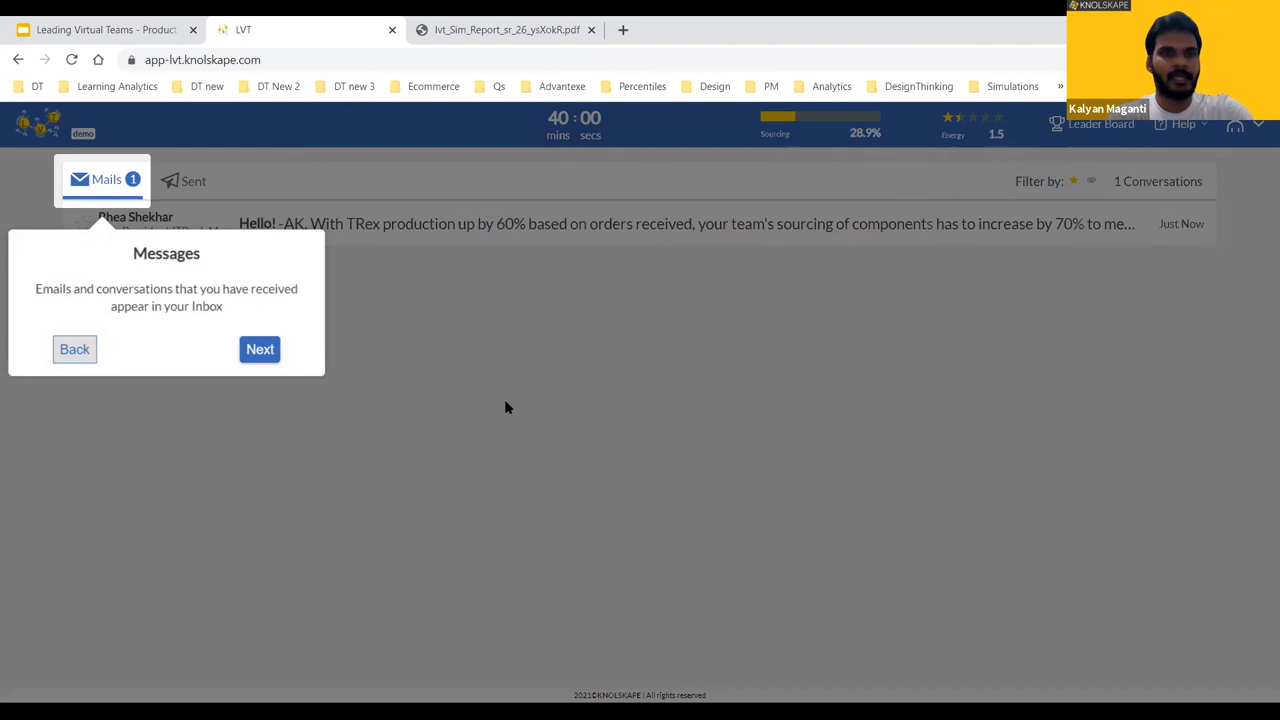 Leading Virtual Teams - Product
LVT
lvt_Sim_Report_sr_26_ysXokR.pdf
KNOLSKAPE
app-lvt.knolskape.com
DT
Learning Analytics
DT new
DT New 2
DT new 3
Ecommerce
Qs
Advantexe
Percentiles
Design
PM
Analytics
DesignThinking
Simulations
»
Kalyan Maganti
L V T
demo
40 : 00
mins secs
Sourcing 28.9%
Energy 1.5
Leader Board
Help
Mails 1
Sent
Filter by:
1 Conversations
Rhea Shekhar
Hello! -AK, With TRex production up by 60% based on orders received, your team's sourcing of components has to increase by 70% to me...
Just Now
Messages
Emails and conversations that you have received
appear in your Inbox
Back
Next
2021©KNOLSKAPE | All rights reserved